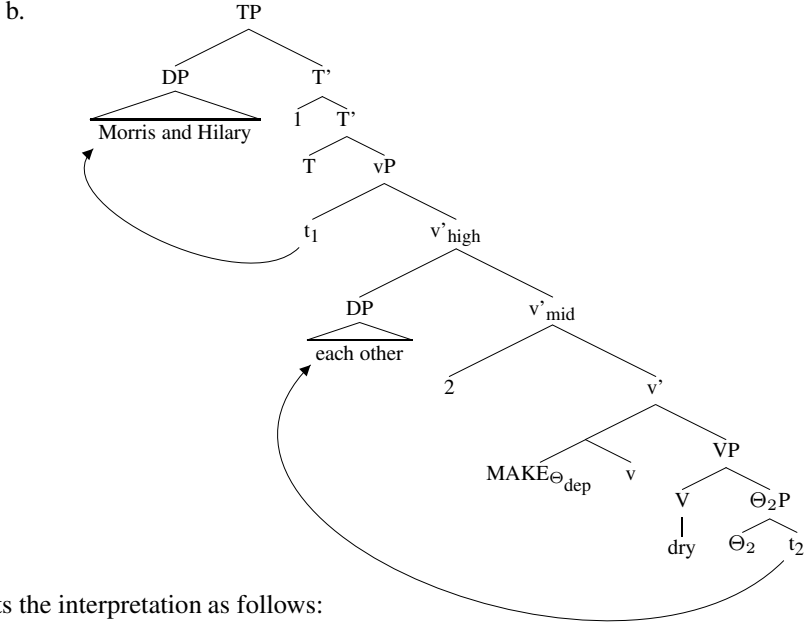 b.
TP
DP T’
Morris and Hilary 1 T’
T vP
t1 v’high
DP v’mid
each other
2 v’
MAKEΘdep v VP
V Θ2P
dry Θ2 t2
ts the interpretation as follows: